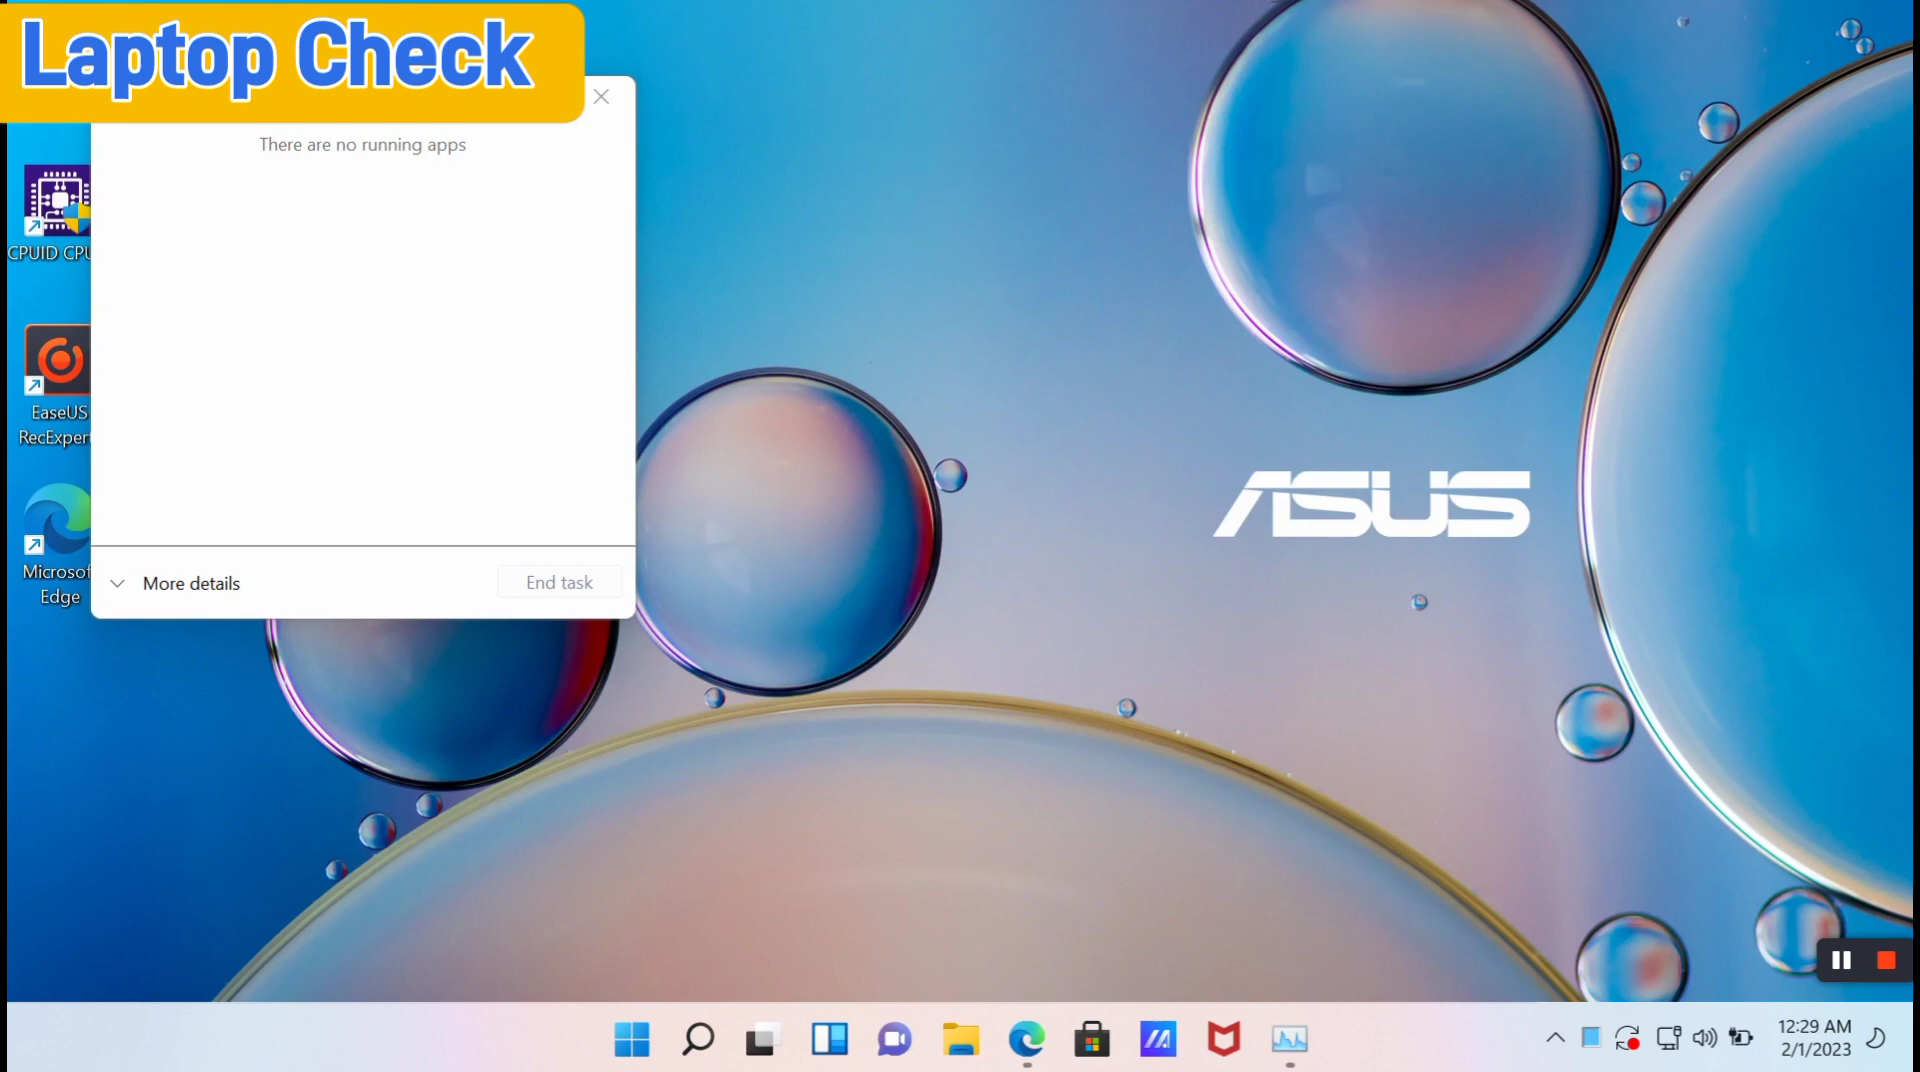 Laptop Check
There are no running apps
CPUID CPU
EaseUS
RecExpert
Microsof
Edge
More details
End task
ASUS
12:29 AM
2/1/2023